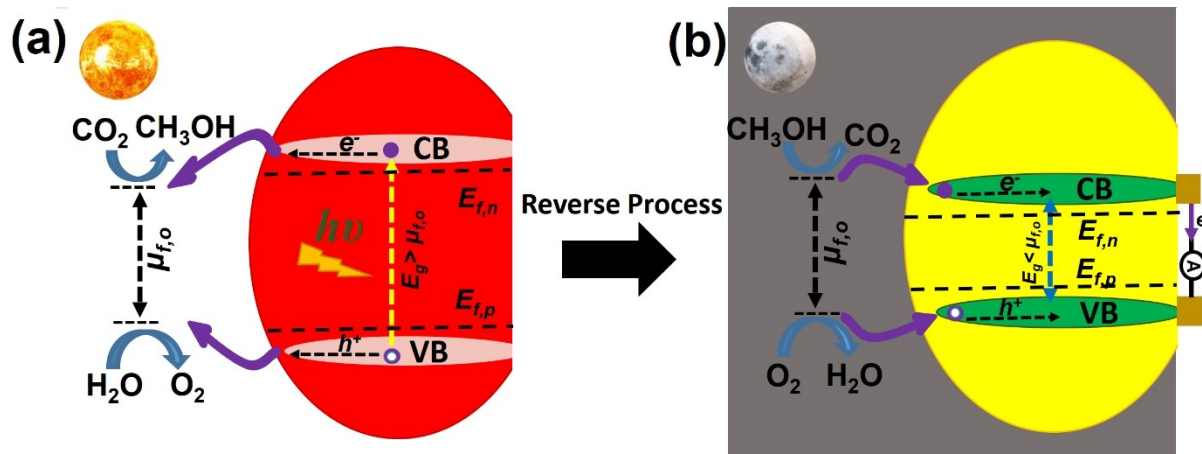 (a)
CO2 CH3OH
e- CB
Ef,n
hυ
Eg> μf,o
μf,o
Ef,p
h+ VB
H2O O2
Reverse Process
(b)
CH3OH CO2
e- CB
Ef,n
Eg< μf,o
μf,o
Ef,p
h+ VB
O2 H2O
e
A